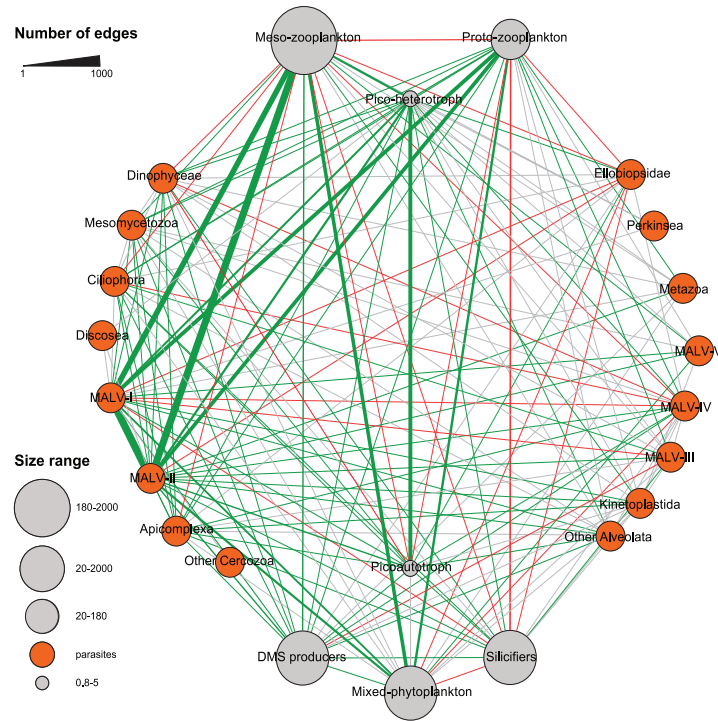 Number of edges
1 1000
Meso-zooplankton
Proto-zooplankton
Pico-heterotroph
Dinophyceae
Ellobiopsidae
Mesomycetozoa
Perkinsea
Ciliophora
Metazoa
Discosea
MALV-V
MALV-I
MALV-IV
Size range
MALV-III
MALV-II
180-2000
Kinetoplastida
Apicomplexa
Other Alveolata
Other Cercozoa
Picoautotroph
20-2000
20-180
parasites
DMS producers
Silicifiers
0,8-5
Mixed-phytoplankton